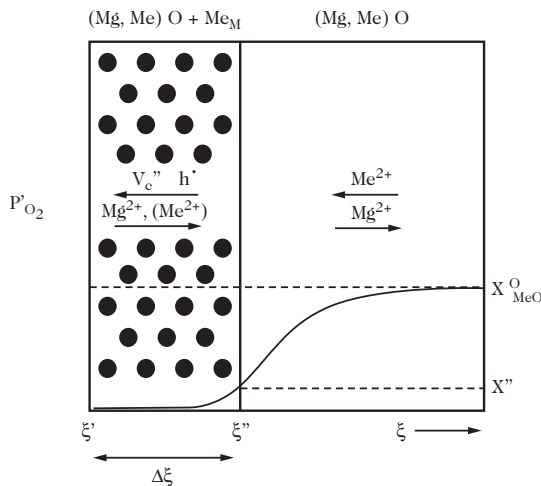 (Mg, Me) O + Me_M (Mg, Me) O
V_c'' h˙
Me²⁺
P'_O₂
Mg²⁺, (Me²⁺)
Mg²⁺
X^O_MeO
X''
ξ' ξ'' ξ
Δξ